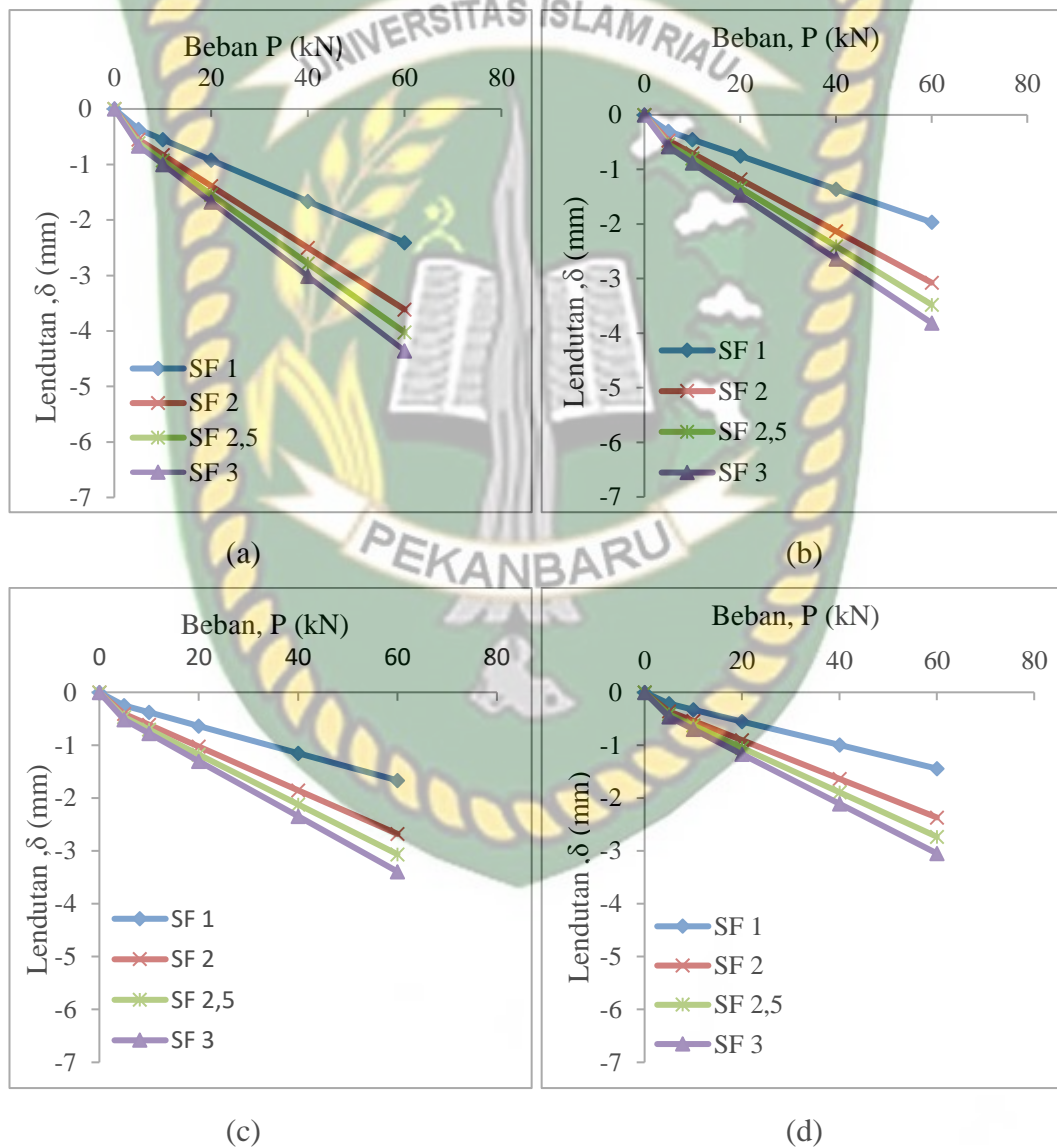 UNIVERSITAS ISLAM RIAU
Beban P (kN)
0 20 40 60 80
0
-1
-2
-3
-4
-5
-6
-7
Lendutan ,δ (mm)
SF 1
SF 2
SF 2,5
SF 3
(a)
Beban, P (kN)
0 20 40 60 80
0
-1
-2
-3
-4
-5
-6
-7
Lendutan ,δ (mm)
SF 1
SF 2
SF 2,5
SF 3
(b)
PEKANBARU
Beban, P (kN)
0 20 40 60 80
0
-1
-2
-3
-4
-5
-6
-7
Lendutan ,δ (mm)
SF 1
SF 2
SF 2,5
SF 3
(c)
Beban, P (kN)
0 20 40 60 80
0
-1
-2
-3
-4
-5
-6
-7
Lendutan ,δ (mm)
SF 1
SF 2
SF 2,5
SF 3
(d)